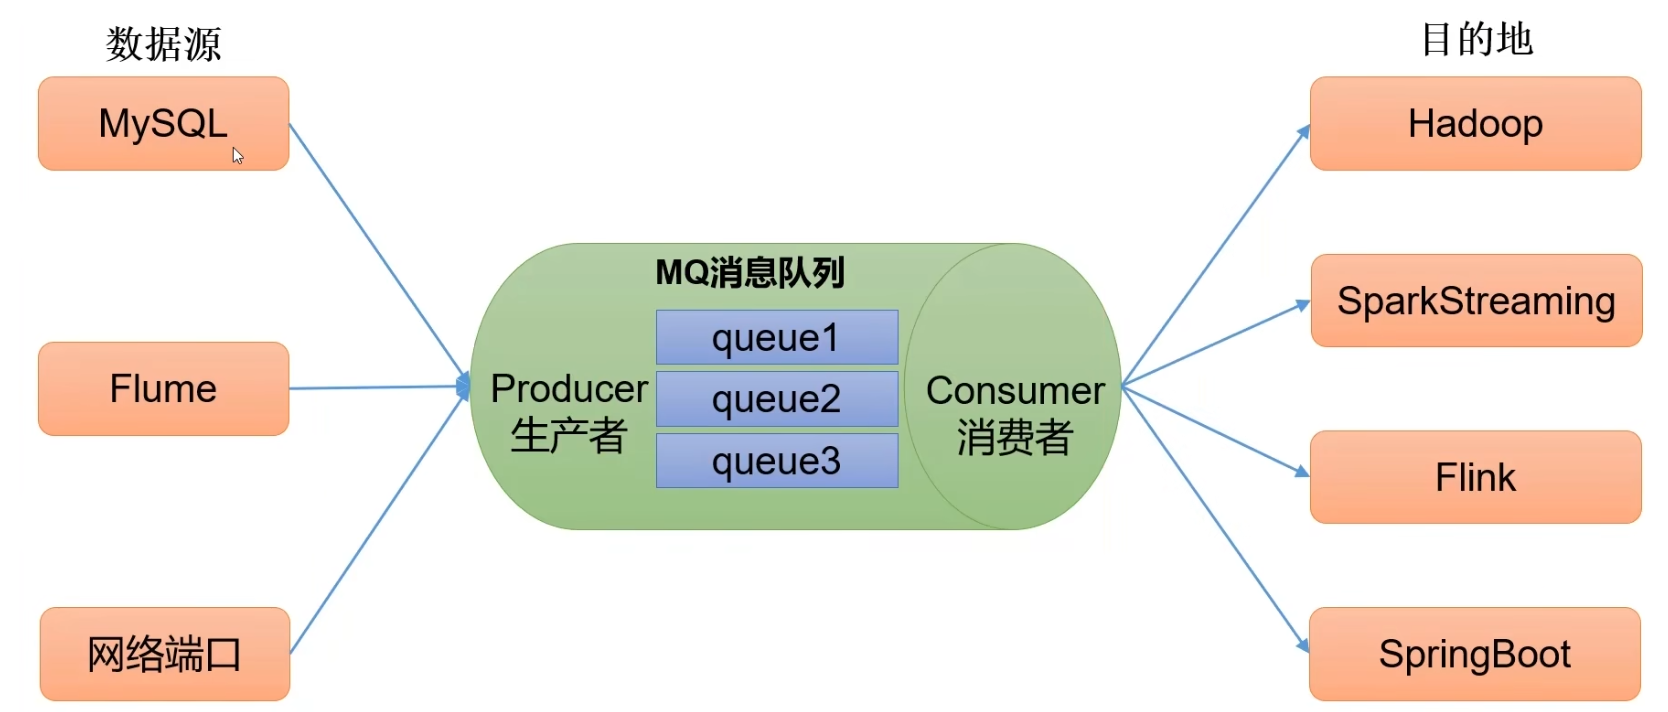 数据源
目的地
MySQL
Hadoop
MQ消息队列
SparkStreaming
queue1
Flume
Producer
生产者
queue2
Consumer
消费者
queue3
Flink
网络端口
SpringBoot